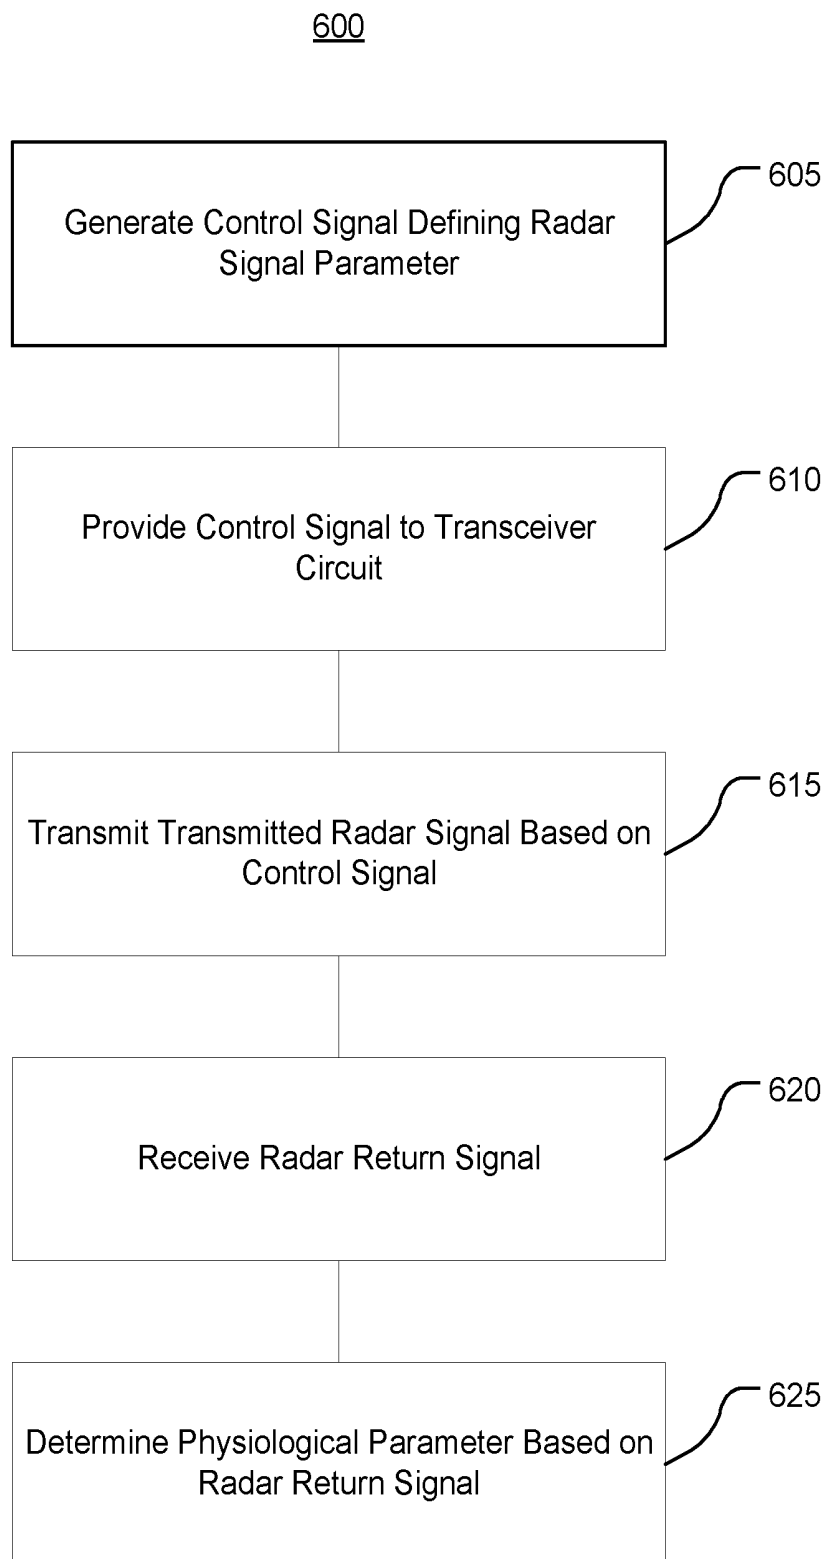 600
605
Generate Control Signal Defining Radar
Signal Parameter
610
Provide Control Signal to Transceiver
Circuit
615
Transmit Transmitted Radar Signal Based on
Control Signal
620
Receive Radar Return Signal
625
Determine Physiological Parameter Based on
Radar Return Signal